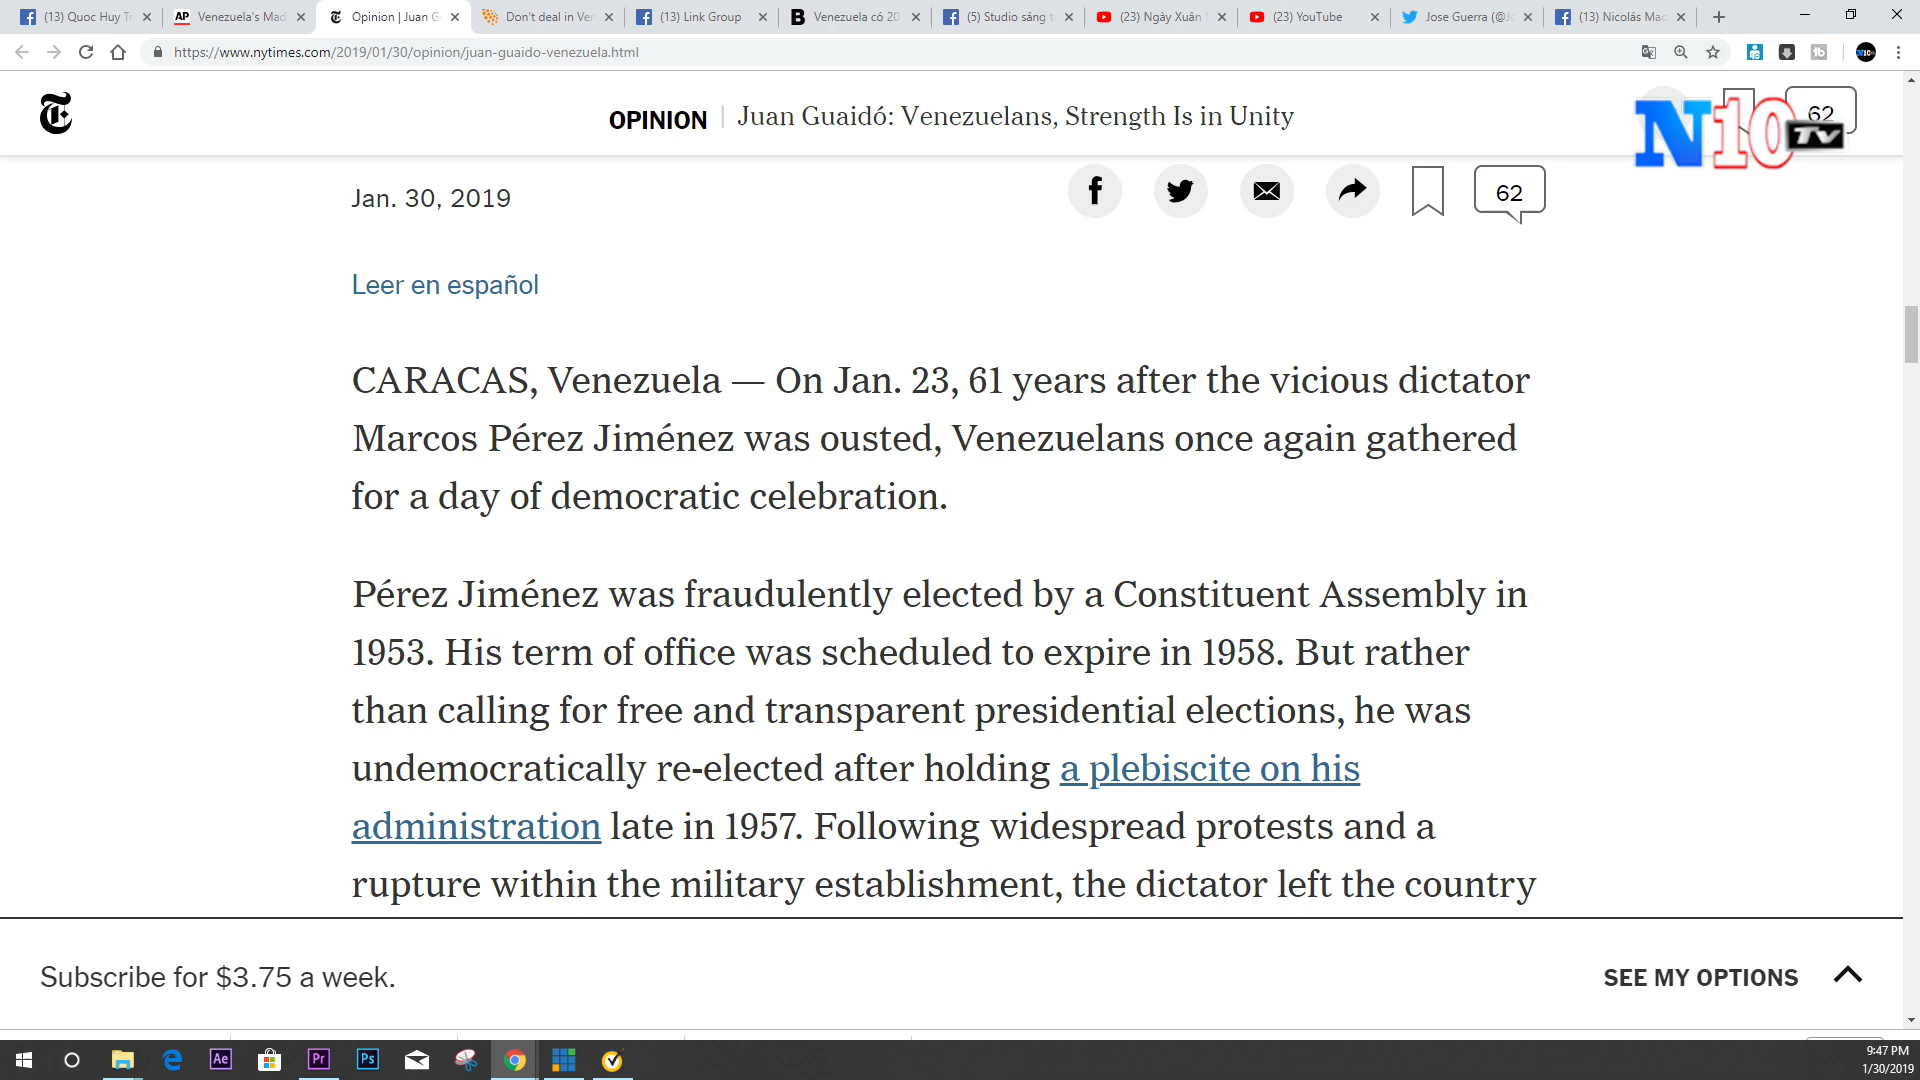 (13) Quoc Huy Tr
AP Venezuela's Mad
Opinion | Juan G
Don't deal in Ven
(13) Link Group
B Venezuela có 20
(5) Studio sáng t
(23) Ngày Xuân
(23) YouTube
Jose Guerra (@Jo
(13) Nicolás Mad
https://www.nytimes.com/2019/01/30/opinion/juan-guaido-venezuela.html
OPINION | Juan Guaidó: Venezuelans, Strength Is in Unity
62
N10 TV
Jan. 30, 2019
62
Leer en español
CARACAS, Venezuela — On Jan. 23, 61 years after the vicious dictator
Marcos Pérez Jiménez was ousted, Venezuelans once again gathered
for a day of democratic celebration.
Pérez Jiménez was fraudulently elected by a Constituent Assembly in
1953. His term of office was scheduled to expire in 1958. But rather
than calling for free and transparent presidential elections, he was
undemocratically re-elected after holding a plebiscite on his
administration late in 1957. Following widespread protests and a
rupture within the military establishment, the dictator left the country
Subscribe for $3.75 a week.
SEE MY OPTIONS
Ae
Pr
Ps
9:47 PM
1/30/2019